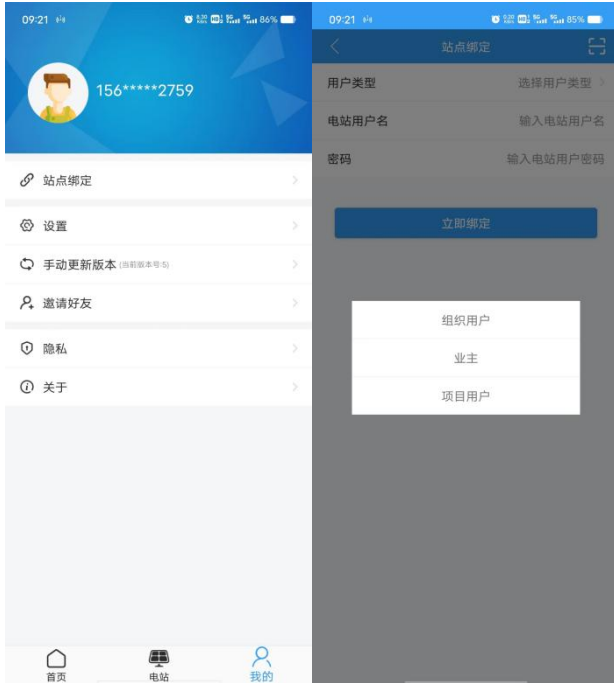 09:21
86%
156*****2759
站点绑定
设置
手动更新版本 (当前版本号:5)
邀请好友
隐私
关于
首页
电站
我的
09:21
85%
站点绑定
用户类型
选择用户类型
电站用户名
输入电站用户名
密码
输入电站用户密码
立即绑定
组织用户
业主
项目用户